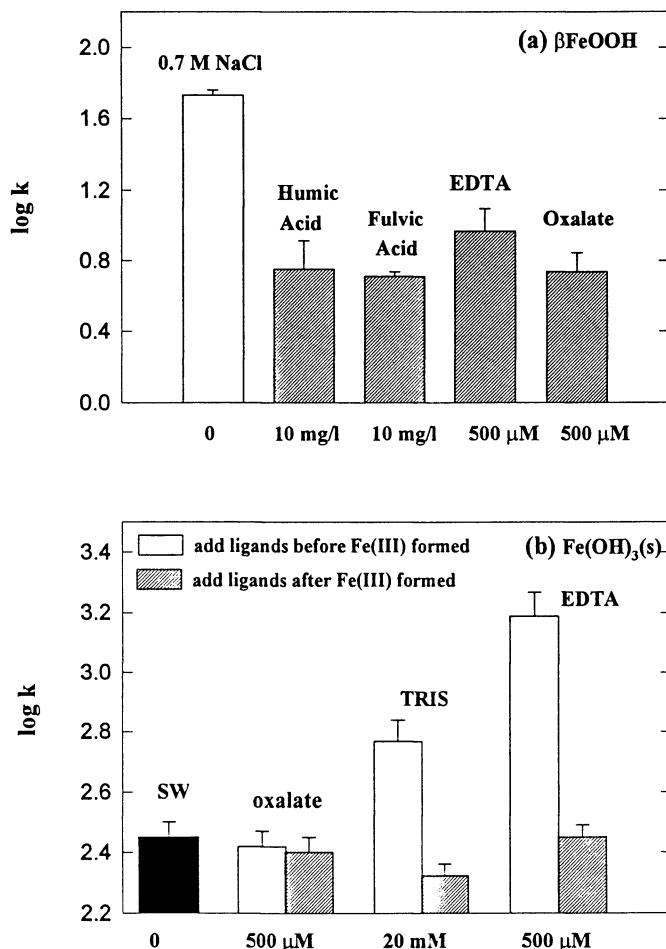 (a) βFeOOH
0.7 M NaCl
Humic
Acid
Fulvic
Acid
EDTA
Oxalate
log k
2.0
1.6
1.2
0.8
0.4
0.0
0 10 mg/l 10 mg/l 500 μM 500 μM
add ligands before Fe(III) formed
(b) Fe(OH)₃(s)
add ligands after Fe(III) formed
EDTA
TRIS
SW
oxalate
log k
3.4
3.2
3.0
2.8
2.6
2.4
2.2
0 500 μM 20 mM 500 μM